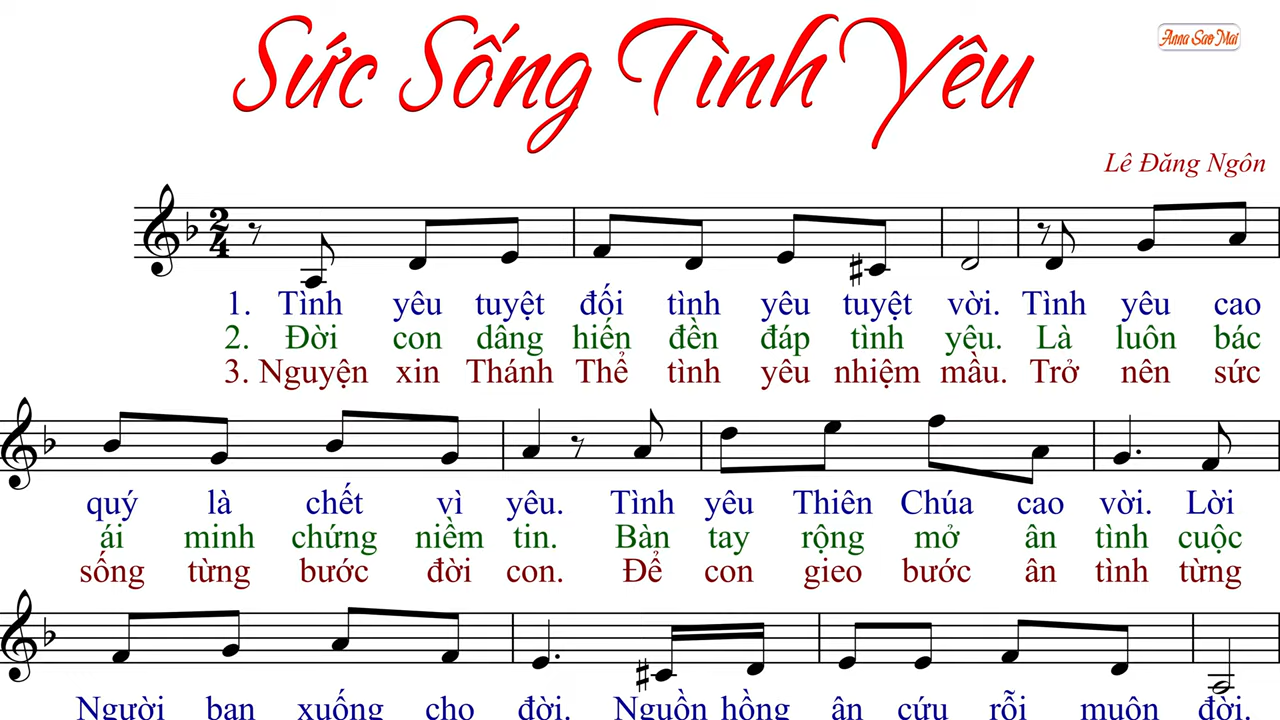 Sức Sống Tình Yêu
Anna Sao Mai
Lê Đăng Ngôn
2
4
1. Tình yêu tuyệt đối tình yêu tuyệt vời. Tình yêu cao
2. Đời con dâng hiến đền đáp tình yêu. Là luôn bác
3. Nguyện xin Thánh Thể tình yêu nhiệm mầu. Trở nên sức
quý là chết vì yêu. Tình yêu Thiên Chúa cao vời. Lời
ái minh chứng niềm tin. Bàn tay rộng mở ân tình cuộc
sống từng bước đời con. Để con gieo bước ân tình từng
Người ban xuống cho đời. Nguồn hồng ân cứu rỗi muôn đời.